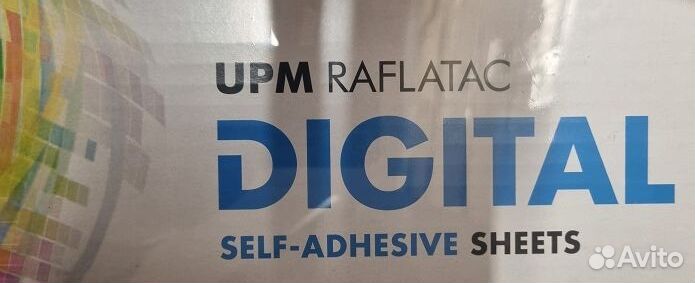 UPM RAFLATAC
DIGITAL
SELF-ADHESIVE SHEETS
Avito